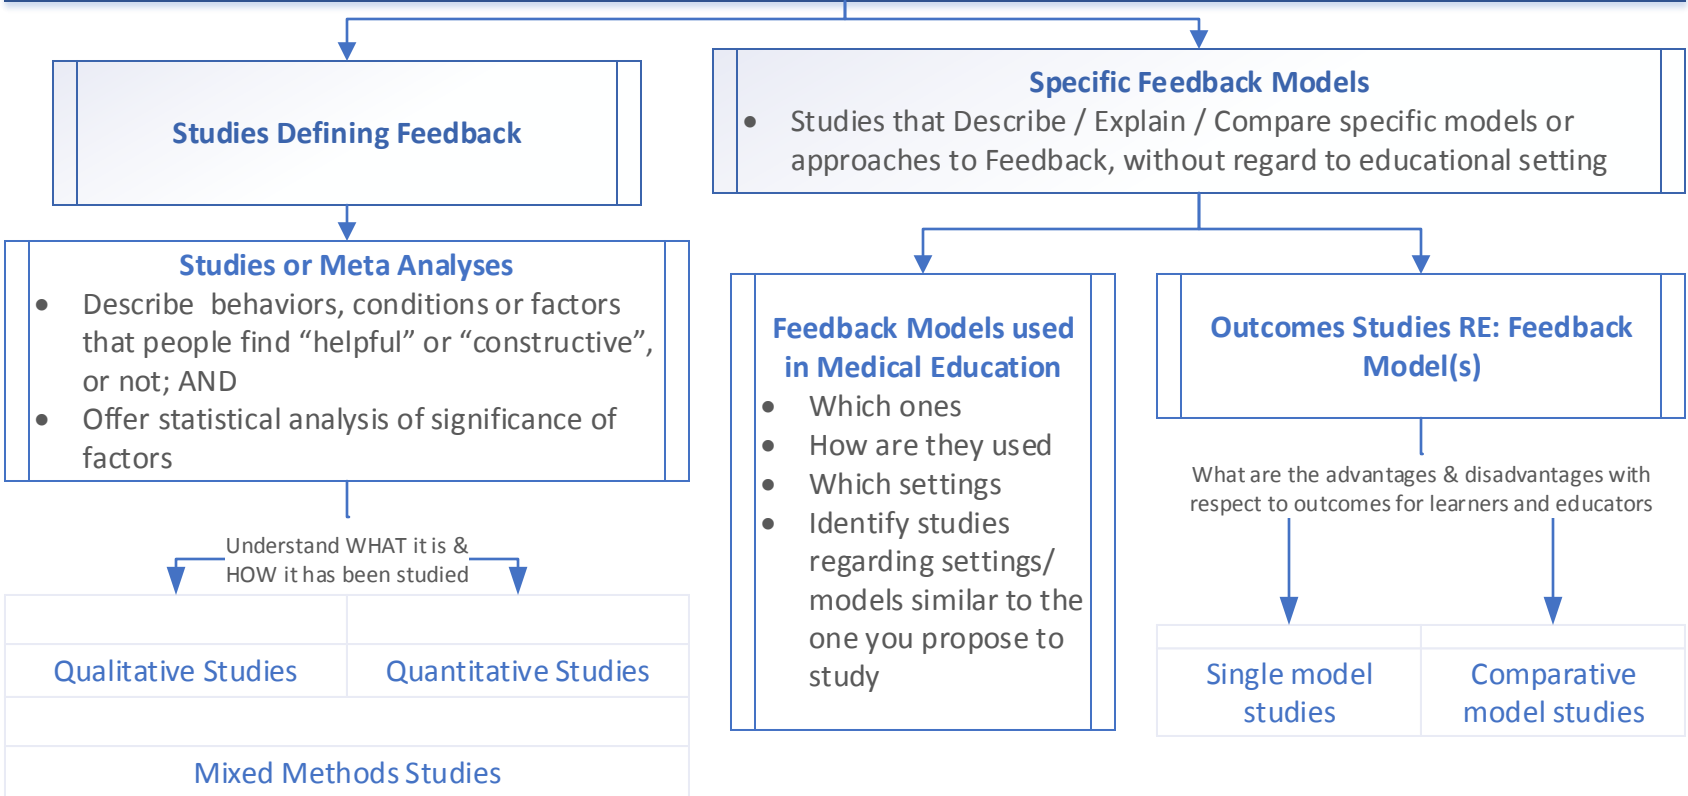 Studies Defining Feedback
Specific Feedback Models
• Studies that Describe / Explain / Compare specific models or
approaches to Feedback, without regard to educational setting
Studies or Meta Analyses
• Describe  behaviors, conditions or factors
that people find “helpful” or “constructive”,
or not; AND
• Offer statistical analysis of significance of
factors
Understand WHAT it is &
HOW it has been studied
Qualitative Studies
Quantitative Studies
Mixed Methods Studies
Feedback Models used
in Medical Education
• Which ones
• How are they used
• Which settings
• Identify studies
regarding settings/
models similar to the
one you propose to
study
Outcomes Studies RE: Feedback
Model(s)
What are the advantages & disadvantages with
respect to outcomes for learners and educators
Single model
studies
Comparative
model studies